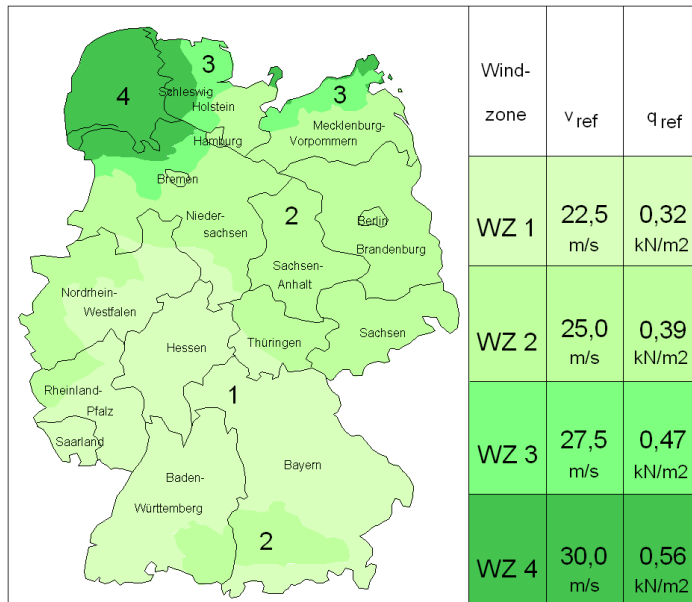 3
4
Schleswig
Holstein
3
Mecklenburg-
Vorpommern
Hamburg
Bremen
Nieder-
sachsen
2
Berlin
Brandenburg
Sachsen-
Anhalt
Nordrhein-
Westfalen
Hessen
Thüringen
Sachsen
1
Rheinland-
Pfalz
Saarland
Baden-
Württemberg
Bayern
2
Wind-
zone
v ref
q ref
WZ 1
22,5
m/s
0,32
kN/m2
WZ 2
25,0
m/s
0,39
kN/m2
WZ 3
27,5
m/s
0,47
kN/m2
WZ 4
30,0
m/s
0,56
kN/m2